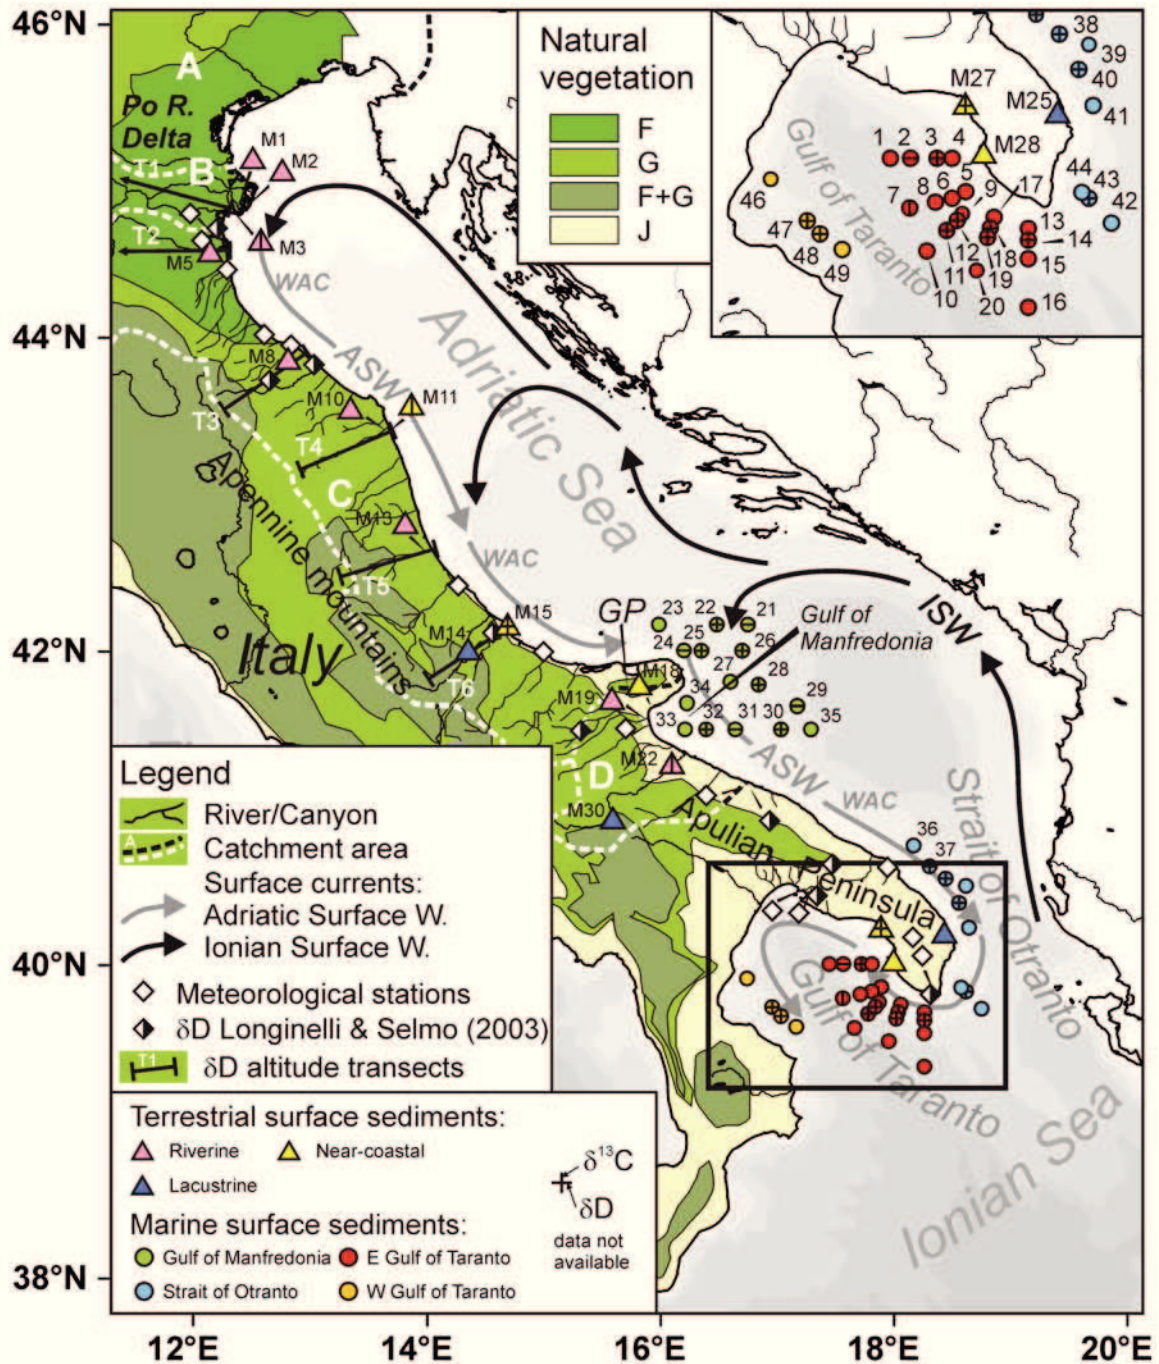 46°N
44°N
42°N
40°N
38°N
12°E
14°E
16°E
18°E
20°E
Natural
vegetation
F
G
F+G
J
38
39
40
41
M27
M25
M28
1
2
3
4
5
6
7
8
9
17
44
43
42
46
47
48
49
13
14
15
16
10
11
12
18
19
20
Gulf of Taranto
A
Po R.
Delta
T1
B
T2
M1
M2
M3
M5
WAC
ASW
Adriatic Sea
M8
M10
M11
T3
T4
C
Apennine mountains
M13
T5
WAC
M15
M14
Italy
T6
GP
23
22
21
24
25
26
Gulf of
Manfredonia
27
28
34
29
33
32
31
30
35
M18
M19
M22
D
M30
ISW
ASW
WAC
Strait of Otranto
36
37
Apulian
Peninsula
Gulf of Taranto
Ionian Sea
Legend
River/Canyon
A
Catchment area
Surface currents:
Adriatic Surface W.
Ionian Surface W.
Meteorological stations
δD Longinelli & Selmo (2003)
T1
δD altitude transects
Terrestrial surface sediments:
Riverine
Near-coastal
Lacustrine
δ¹³C
δD
data not
available
Marine surface sediments:
Gulf of Manfredonia
E Gulf of Taranto
Strait of Otranto
W Gulf of Taranto